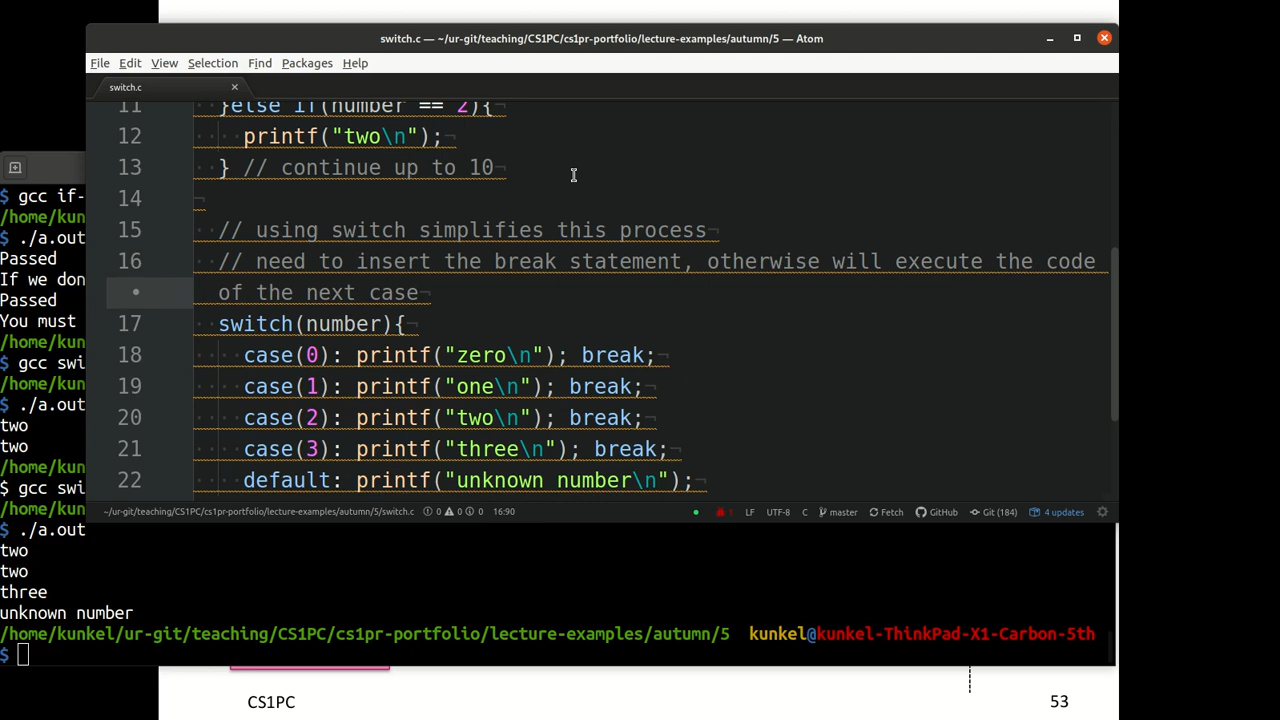 switch.c — ~/ur-git/teaching/CS1PC/cs1pr-portfolio/lecture-examples/autumn/5 — Atom
File Edit View Selection Find Packages Help
switch.c
11 }else if(number == 2){
12 printf("two\n");
13 } // continue up to 10
14
15 // using switch simplifies this process
16 // need to insert the break statement, otherwise will execute the code
of the next case
17 switch(number){
18 case(0): printf("zero\n"); break;
19 case(1): printf("one\n"); break;
20 case(2): printf("two\n"); break;
21 case(3): printf("three\n"); break;
22 default: printf("unknown number\n");
~/ur-git/teaching/CS1PC/cs1pr-portfolio/lecture-examples/autumn/5/switch.c 0 0 0 16:90 1 LF UTF-8 C master Fetch GitHub Git (184) 4 updates
$ gcc if-
/home/kun
$ ./a.out
Passed
If we don
Passed
You must
/home/kun
$ gcc swi
/home/kun
$ ./a.out
two
two
/home/kun
$ gcc swi
/home/kun
$ ./a.out
two
two
three
unknown number
/home/kunkel/ur-git/teaching/CS1PC/cs1pr-portfolio/lecture-examples/autumn/5 kunkel@kunkel-ThinkPad-X1-Carbon-5th
$
CS1PC
53